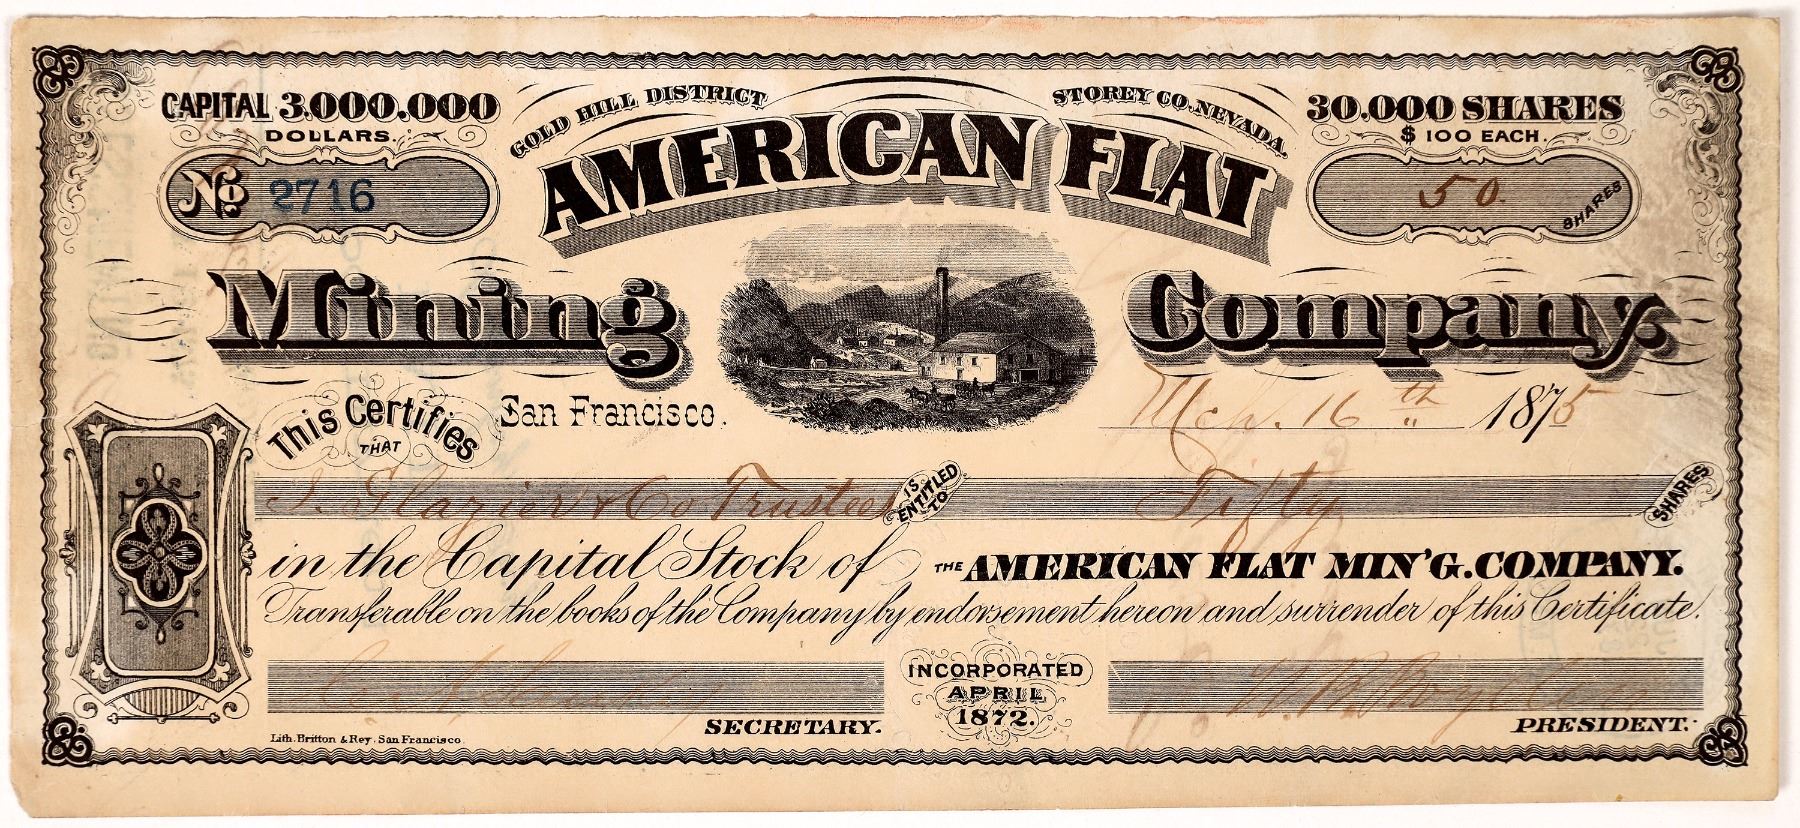 CAPITAL 3.000.000
DOLLARS.
No. 2716
GOLD HILL DISTRICT
STOREY CO. NEVADA.
30.000 SHARES
$ 100 EACH.
50. SHARES
AMERICAN FLAT
Mining Company.
This Certifies
THAT
San Francisco.
Mch. 16th 1875
J. Glazier & Co Trustees IS ENTITLED TO Fifty SHARES
in the Capital Stock of THE AMERICAN FLAT MIN'G. COMPANY.
Transferable on the books of the Company by endorsement hereon and surrender of this Certificate.
INCORPORATED
APRIL
1872.
SECRETARY.
PRESIDENT.
Lith. Britton & Rey. San Francisco.